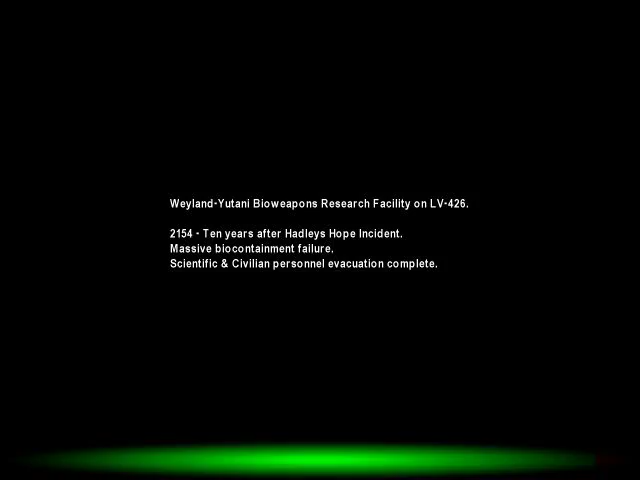 Weyland-Yutani Bioweapons Research Facility on LV-426.
2154 - Ten years after Hadleys Hope Incident.
Massive biocontainment failure.
Scientific & Civilian personnel evacuation complete.